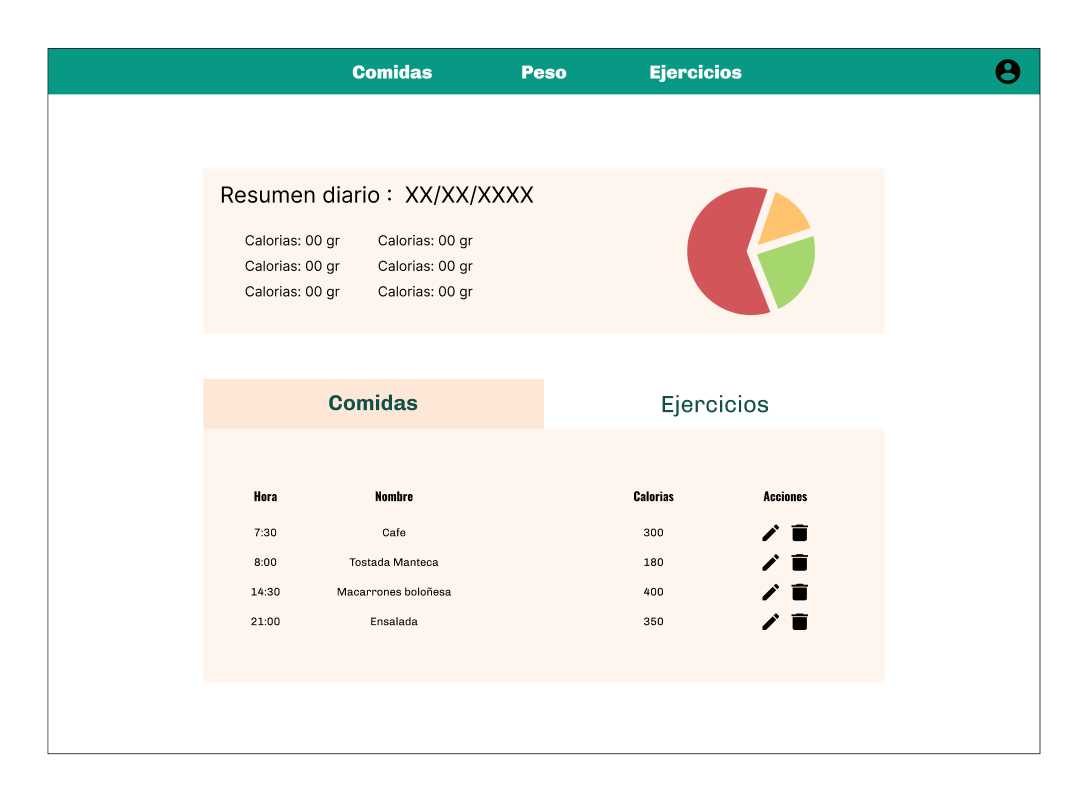 Comidas Peso Ejercicios
Resumen diario : XX/XX/XXXX
Calorias: 00 gr Calorias: 00 gr
Calorias: 00 gr Calorias: 00 gr
Calorias: 00 gr Calorias: 00 gr
Comidas Ejercicios
Hora Nombre Calorias Acciones
7:30 Cafe 300
8:00 Tostada Manteca 180
14:30 Macarrones boloñesa 400
21:00 Ensalada 350